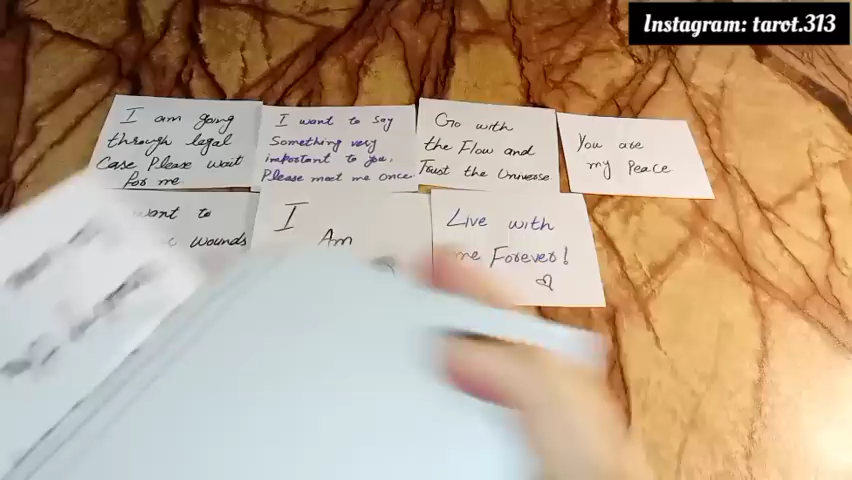 Instagram: tarot.313
I am going
through legal
Case Please wait
for me.
I want to say
Something very
important to you.
Please meet me once
Go with
the Flow and
Trust the Universe
You are
my Peace
want to
wounds
I
Am
Live with
me Forever!